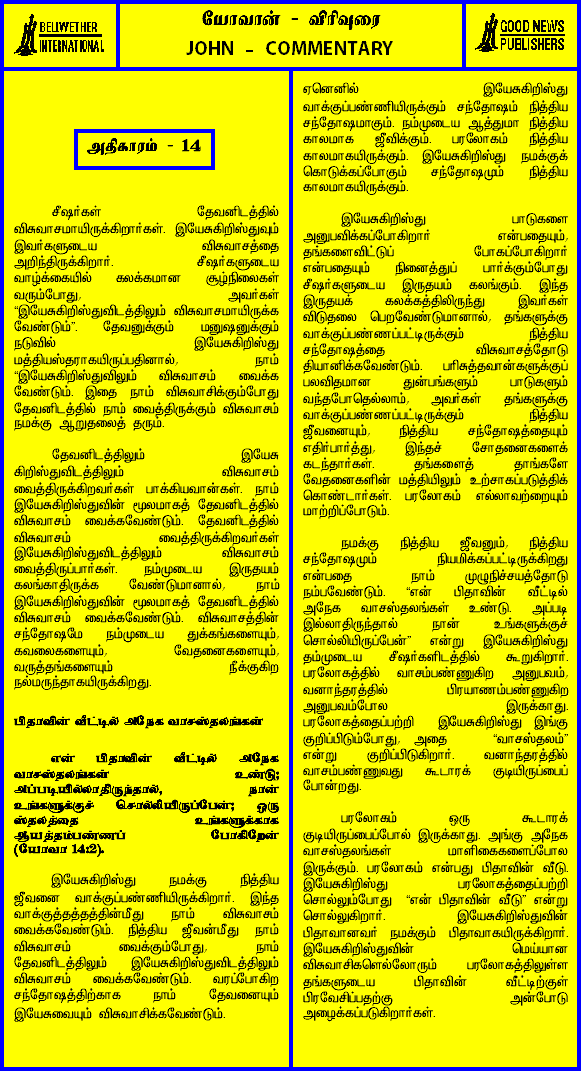 BELLWETHER
INTERNATIONAL
யோவான் - விரிவுரை
JOHN - COMMENTARY
GOOD NEWS
PUBLISHERS
அதிகாரம் - 14
சீஷர்கள் தேவனிடத்தில்
விசுவாசமாயிருக்கிறார்கள். இயேசுகிறிஸ்துவும்
இவர்களுடைய விசுவாசத்தை
அறிந்திருக்கிறார். சீஷர்களுடைய
வாழ்க்கையில் கலக்கமான சூழ்நிலைகள்
வரும்போது, அவர்கள்
“இயேசுகிறிஸ்துவிடத்திலும் விசுவாசமாயிருக்க
வேண்டும்”. தேவனுக்கும் மனுஷனுக்கும்
நடுவில் இயேசுகிறிஸ்து
மத்தியஸ்தராகயிருப்பதினால், நாம்
“இயேசுகிறிஸ்துவிலும் விசுவாசம் வைக்க
வேண்டும். இதை நாம் விசுவாசிக்கும்போது
தேவனிடத்தில் நாம் வைத்திருக்கும் விசுவாசம்
நமக்கு ஆறுதலைத் தரும்.
தேவனிடத்திலும் இயேசு
கிறிஸ்துவிடத்திலும் விசுவாசம்
வைத்திருக்கிறவர்கள் பாக்கியவான்கள். நாம்
இயேசுகிறிஸ்துவின் மூலமாகத் தேவனிடத்தில்
விசுவாசம் வைக்கவேண்டும். தேவனிடத்தில்
விசுவாசம் வைத்திருக்கிறவர்கள்
இயேசுகிறிஸ்துவிடத்திலும் விசுவாசம்
வைத்திருப்பார்கள். நம்முடைய இருதயம்
கலங்காதிருக்க வேண்டுமானால், நாம்
இயேசுகிறிஸ்துவின் மூலமாகத் தேவனிடத்தில்
விசுவாசம் வைக்கவேண்டும். விசுவாசத்தின்
சந்தோஷமே நம்முடைய துக்கங்களையும்,
கவலைகளையும், வேதனைகளையும்,
வருத்தங்களையும் நீக்குகிற
நல்மருந்தாகயிருக்கிறது.
பிதாவின் வீட்டில் அநேக வாசஸ்தலங்கள்
என் பிதாவின் வீட்டில் அநேக
வாசஸ்தலங்கள் உண்டு;
அப்படியில்லாதிருந்தால், நான்
உங்களுக்குச் சொல்லியிருப்பேன்; ஒரு
ஸ்தலத்தை உங்களுக்காக
ஆயத்தம்பண்ணப் போகிறேன்
(யோவா 14:2).
இயேசுகிறிஸ்து நமக்கு நித்திய
ஜீவனை வாக்குப்பண்ணியிருக்கிறார். இந்த
வாக்குத்தத்தத்தின்மீது நாம் விசுவாசம்
வைக்கவேண்டும். நித்திய ஜீவன்மீது நாம்
விசுவாசம் வைக்கும்போது, நாம்
தேவனிடத்திலும் இயேசுகிறிஸ்துவிடத்திலும்
விசுவாசம் வைக்கவேண்டும். வரப்போகிற
சந்தோஷத்திற்காக நாம் தேவனையும்
இயேசுவையும் விசுவாசிக்கவேண்டும்.
ஏனெனில் இயேசுகிறிஸ்து
வாக்குப்பண்ணியிருக்கும் சந்தோஷம் நித்திய
சந்தோஷமாகும். நம்முடைய ஆத்துமா நித்திய
காலமாக ஜீவிக்கும். பரலோகம் நித்திய
காலமாகயிருக்கும். இயேசுகிறிஸ்து நமக்குக்
கொடுக்கப்போகும் சந்தோஷமும் நித்திய
காலமாகயிருக்கும்.
இயேசுகிறிஸ்து பாடுகளை
அனுபவிக்கப்போகிறார் என்பதையும்,
தங்களைவிட்டுப் போகப்போகிறார்
என்பதையும் நினைத்துப் பார்க்கும்போது
சீஷர்களுடைய இருதயம் கலங்கும். இந்த
இருதயக் கலக்கத்திலிருந்து இவர்கள்
விடுதலை பெறவேண்டுமானால், தங்களுக்கு
வாக்குப்பண்ணப்பட்டிருக்கும் நித்திய
சந்தோஷத்தை விசுவாசத்தோடு
தியானிக்கவேண்டும். பரிசுத்தவான்களுக்குப்
பலவிதமான துன்பங்களும் பாடுகளும்
வந்தபோதெல்லாம், அவர்கள் தங்களுக்கு
வாக்குப்பண்ணப்பட்டிருக்கும் நித்திய
ஜீவனையும், நித்திய சந்தோஷத்தையும்
எதிர்பார்த்து, இந்தச் சோதனைகளைக்
கடந்தார்கள். தங்களைத் தாங்களே
வேதனைகளின் மத்தியிலும் உற்சாகப்படுத்திக்
கொண்டார்கள். பரலோகம் எல்லாவற்றையும்
மாற்றிப்போடும்.
நமக்கு நித்திய ஜீவனும், நித்திய
சந்தோஷமும் நியமிக்கப்பட்டிருக்கிறது
என்பதை நாம் முழுநிச்சயத்தோடு
நம்பவேண்டும். “என் பிதாவின் வீட்டில்
அநேக வாசஸ்தலங்கள் உண்டு. அப்படி
இல்லாதிருந்தால் நான் உங்களுக்குச்
சொல்லியிருப்பேன்” என்று இயேசுகிறிஸ்து
தம்முடைய சீஷர்களிடத்தில் கூறுகிறார்.
பரலோகத்தில் வாசம்பண்ணுகிற அனுபவம்,
வனாந்தரத்தில் பிரயாணம்பண்ணுகிற
அனுபவம்போல இருக்காது.
பரலோகத்தைப்பற்றி இயேசுகிறிஸ்து இங்கு
குறிப்பிடும்போது, அதை “வாசஸ்தலம்”
என்று குறிப்பிடுகிறார். வனாந்தரத்தில்
வாசம்பண்ணுவது கூடாரக் குடியிருப்பைப்
போன்றது.
பரலோகம் ஒரு கூடாரக்
குடியிருப்பைப்போல் இருக்காது. அங்கு அநேக
வாசஸ்தலங்கள் மாளிகைகளைப்போல
இருக்கும். பரலோகம் என்பது பிதாவின் வீடு.
இயேசுகிறிஸ்து பரலோகத்தைப்பற்றி
சொல்லும்போது “என் பிதாவின் வீடு” என்று
சொல்லுகிறார். இயேசுகிறிஸ்துவின்
பிதாவானவர் நமக்கும் பிதாவாகயிருக்கிறார்.
இயேசுகிறிஸ்துவின் மெய்யான
விசுவாசிகளெல்லோரும் பரலோகத்திலுள்ள
தங்களுடைய பிதாவின் வீட்டிற்குள்
பிரவேசிப்பதற்கு அன்போடு
அழைக்கப்படுகிறார்கள்.